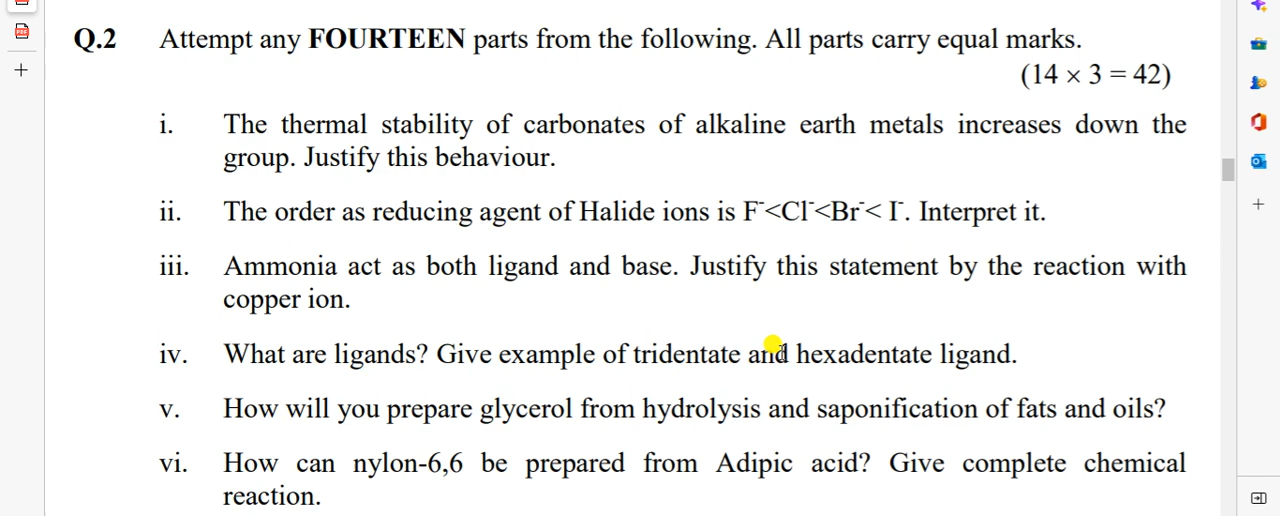 Q.2 Attempt any FOURTEEN parts from the following. All parts carry equal marks.
(14 × 3 = 42)
i. The thermal stability of carbonates of alkaline earth metals increases down the
group. Justify this behaviour.
ii. The order as reducing agent of Halide ions is F⁻<Cl⁻<Br⁻< I⁻. Interpret it.
iii. Ammonia act as both ligand and base. Justify this statement by the reaction with
copper ion.
iv. What are ligands? Give example of tridentate and hexadentate ligand.
v. How will you prepare glycerol from hydrolysis and saponification of fats and oils?
vi. How can nylon-6,6 be prepared from Adipic acid? Give complete chemical
reaction.